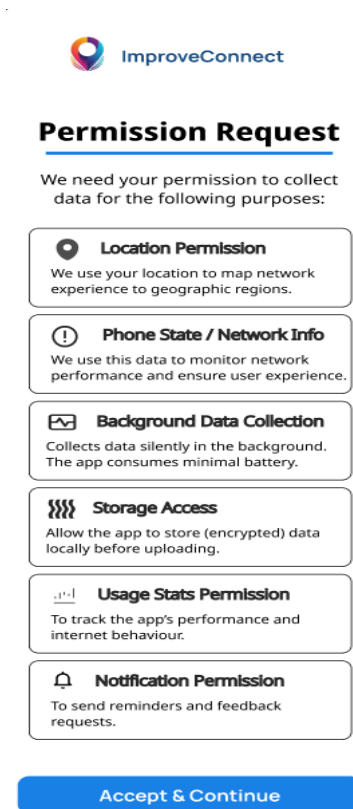 ImproveConnect
Permission Request
We need your permission to collect
data for the following purposes:
Location Permission
We use your location to map network
experience to geographic regions.
Phone State / Network Info
We use this data to monitor network
performance and ensure user experience.
Background Data Collection
Collects data silently in the background.
The app consumes minimal battery.
Storage Access
Allow the app to store (encrypted) data
locally before uploading.
Usage Stats Permission
To track the app's performance and
internet behaviour.
Notification Permission
To send reminders and feedback
requests.
Accept & Continue